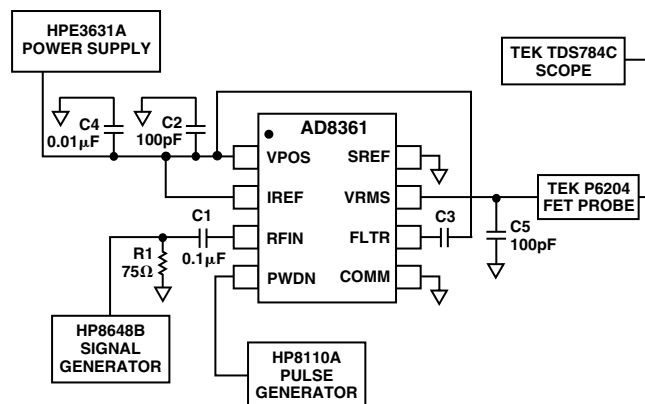 HPE3631A
POWER SUPPLY
TEK TDS784C
SCOPE
C4
0.01μF
C2
100pF
AD8361
VPOS
SREF
IREF
VRMS
TEK P6204
FET PROBE
C1
0.1μF
RFIN
FLTR
C3
C5
100pF
R1
75Ω
PWDN
COMM
HP8648B
SIGNAL
GENERATOR
HP8110A
PULSE
GENERATOR